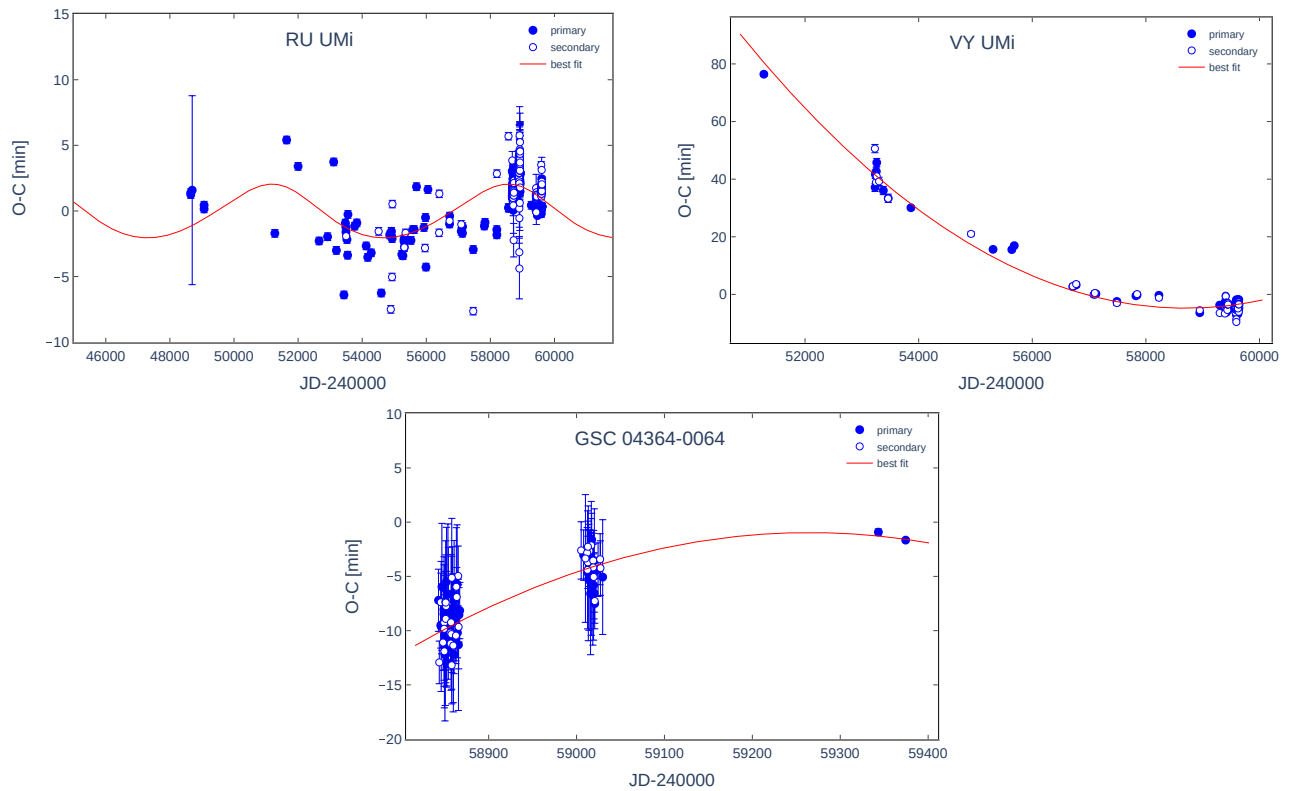 RU UMi
primary
secondary
best fit
15
10
5
0
−5
−10
O-C [min]
46000 48000 50000 52000 54000 56000 58000 60000
JD-240000
VY UMi
primary
secondary
best fit
80
60
40
20
0
O-C [min]
52000 54000 56000 58000 60000
JD-240000
GSC 04364-0064
primary
secondary
best fit
10
5
0
−5
−10
−15
−20
O-C [min]
58900 59000 59100 59200 59300 59400
JD-240000